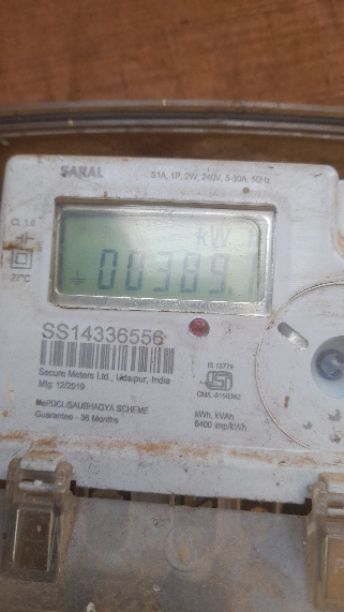 SARAL
S1A, 1P, 2W, 240V, 5-30A, 50Hz
kW
Cl. 1.0
00389.1
27°C
SS14336556
Secure Meters Ltd., Udaipur, India
Mfg: 12/2019
IS 13779
MePDCL/SAUBHAGYA SCHEME
Guarantee - 36 Months
kWh, kVAh
6400 imp/kWh